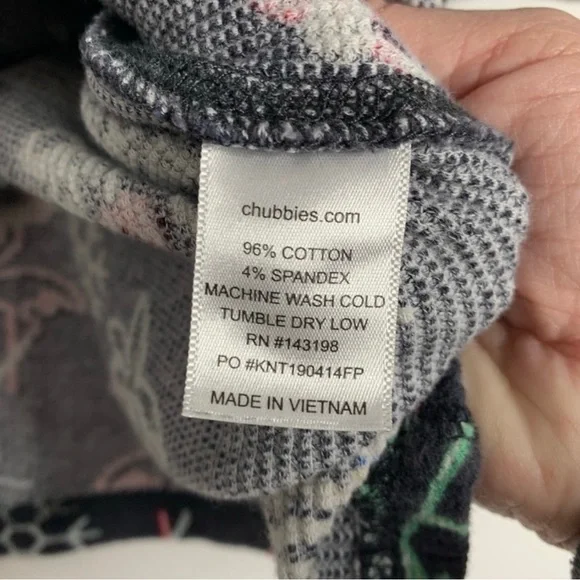 chubbies.com
96% COTTON
4% SPANDEX
MACHINE WASH COLD
TUMBLE DRY LOW
RN #143198
PO #KNT190414FP
MADE IN VIETNAM